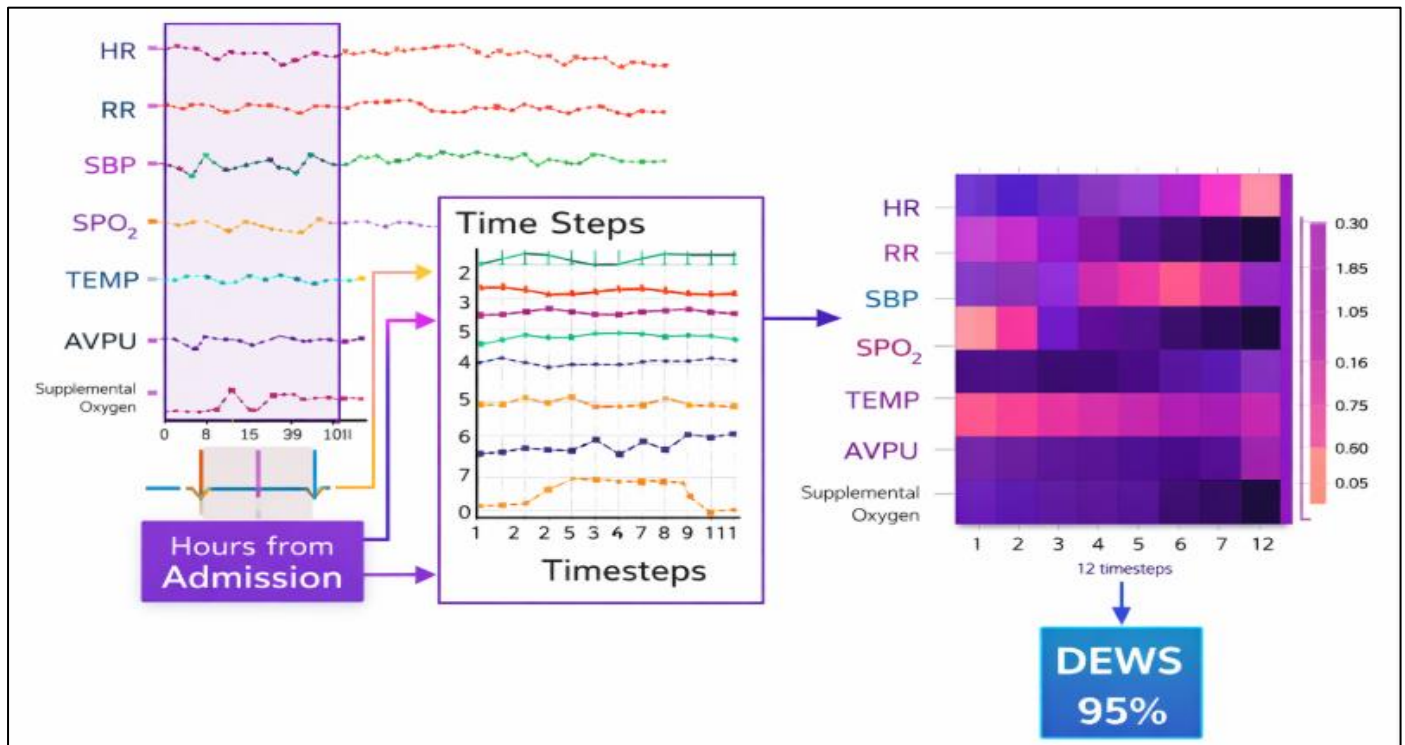 HR
RR
SBP
SPO₂
TEMP
AVPU
Supplemental
Oxygen
0 8 15 99 1011
Hours from
Admission
Time Steps
2
3
5
4
5
6
7
0
1 2 2 5 3 4 7 8 9 111
Timesteps
HR
RR
SBP
SPO₂
TEMP
AVPU
Supplemental
Oxygen
1 2 3 4 5 6 7 12
12 timesteps
0.30
1.85
1.05
0.16
0.75
0.60
0.05
DEWS
95%